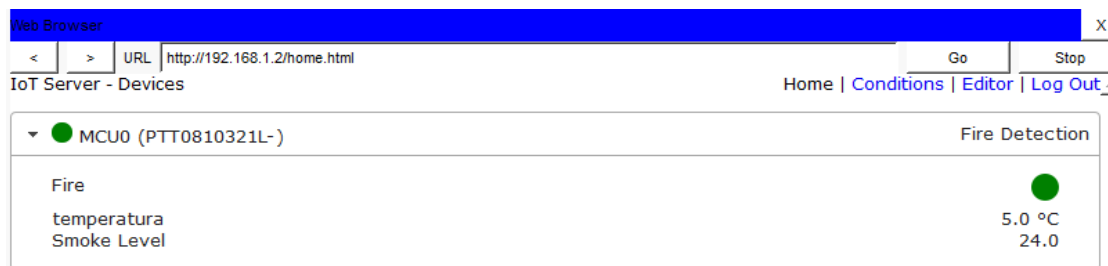 Web Browser X
< > URL http://192.168.1.2/home.html Go Stop
IoT Server - Devices Home | Conditions | Editor | Log Out
MCU0 (PTT0810321L-) Fire Detection
Fire
temperatura 5.0 °C
Smoke Level 24.0